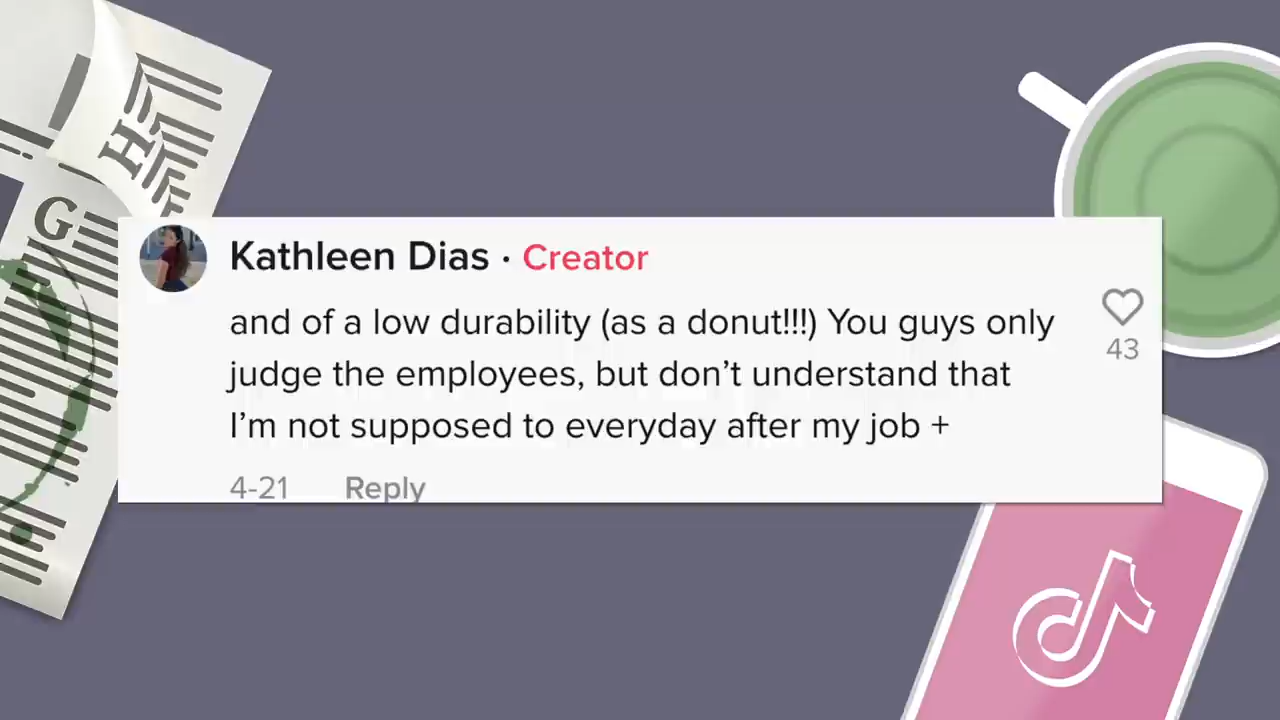 H
G
Kathleen Dias · Creator
and of a low durability (as a donut!!!) You guys only
judge the employees, but don't understand that
I'm not supposed to everyday after my job +
43
4-21 Reply